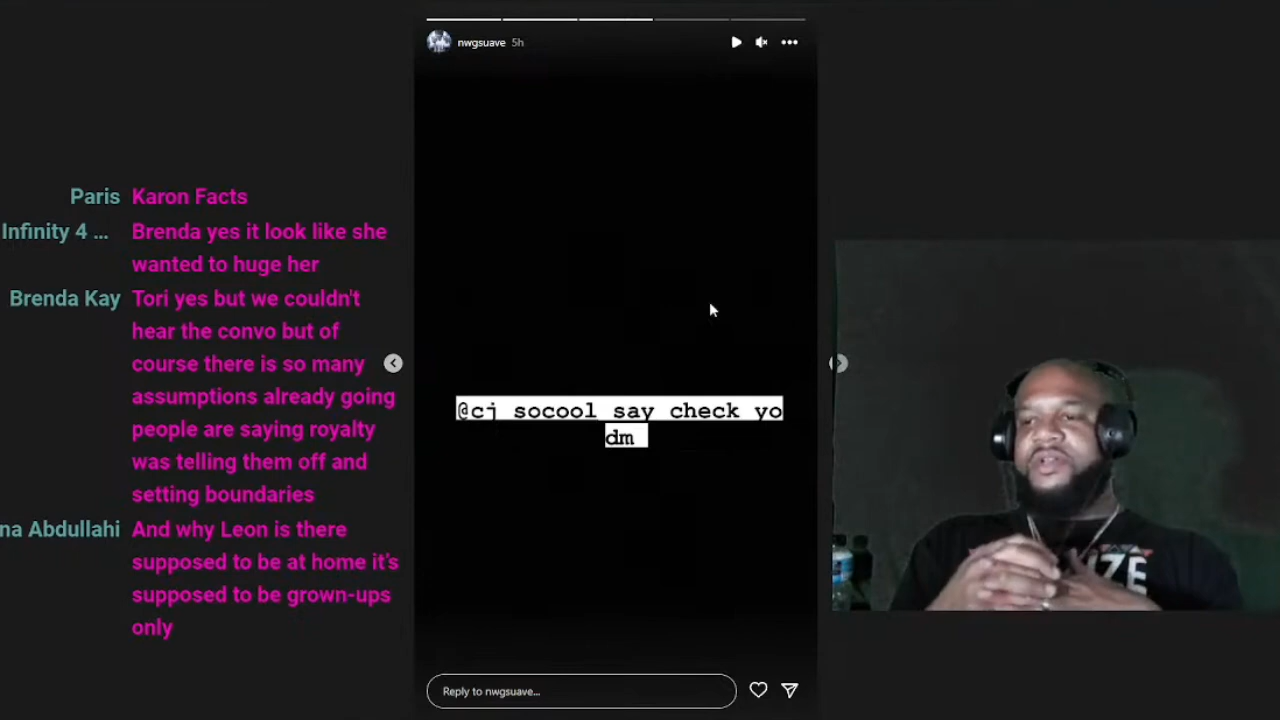 nwgsuave 5h
Paris Karon Facts
Infinity 4 ... Brenda yes it look like she
wanted to huge her
Brenda Kay Tori yes but we couldn't
hear the convo but of
course there is so many
assumptions already going
people are saying royalty
was telling them off and
setting boundaries
na Abdullahi And why Leon is there
supposed to be at home it's
supposed to be grown-ups
only
@cj socool say check yo
dm
IZE
Reply to nwgsuave...